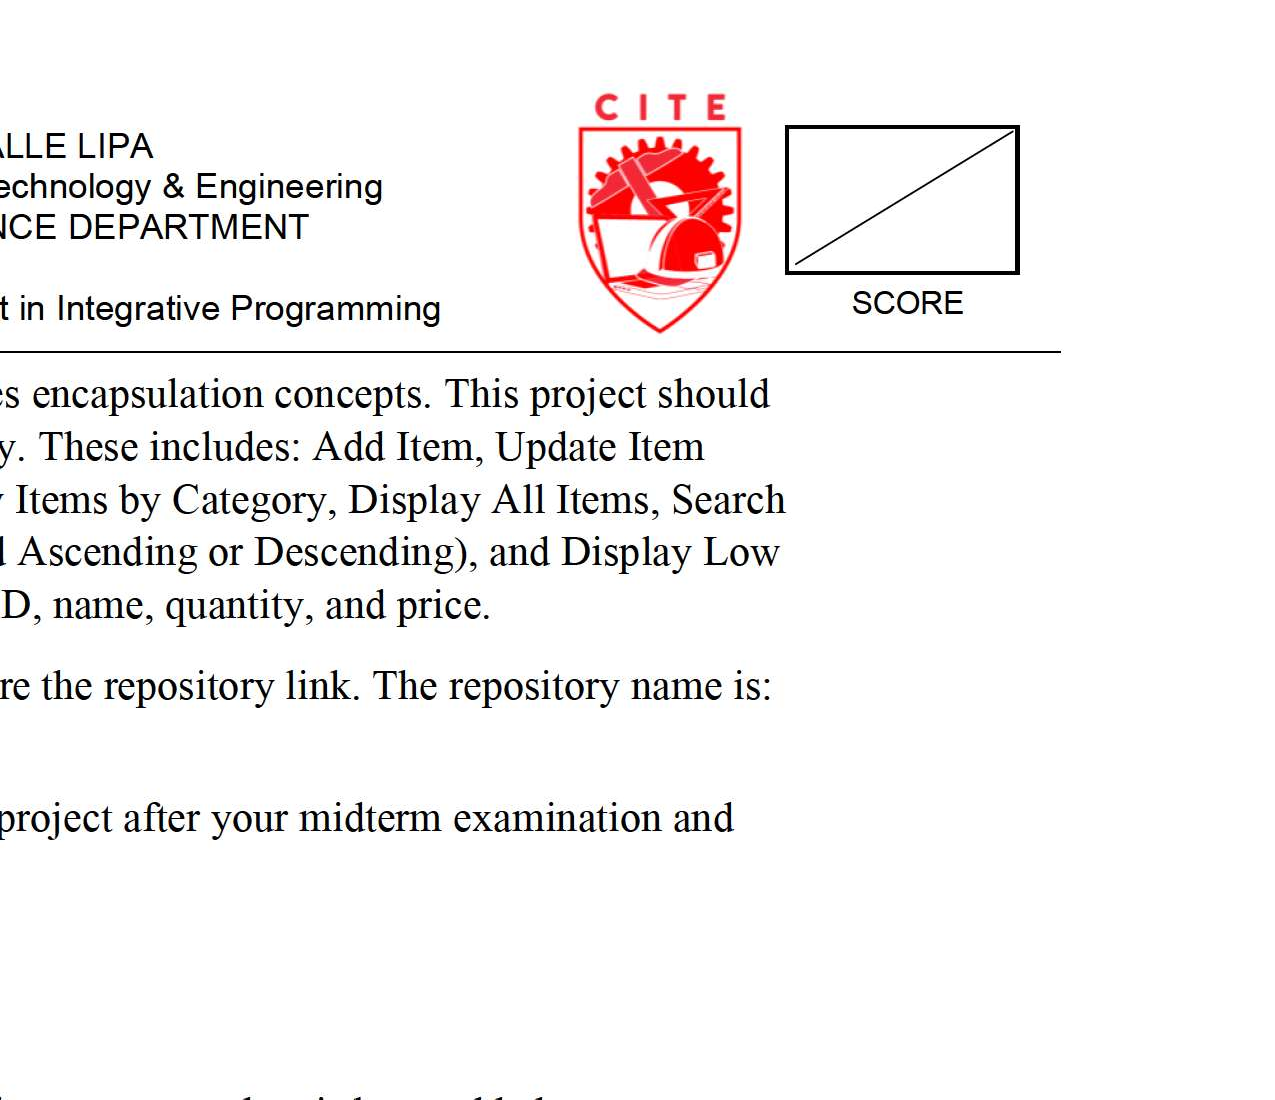 CITE
ALLE LIPA
echnology & Engineering
NCE DEPARTMENT
t in Integrative Programming
SCORE
es encapsulation concepts. This project should
y. These includes: Add Item, Update Item
Items by Category, Display All Items, Search
d Ascending or Descending), and Display Low
D, name, quantity, and price.
re the repository link. The repository name is:
project after your midterm examination and